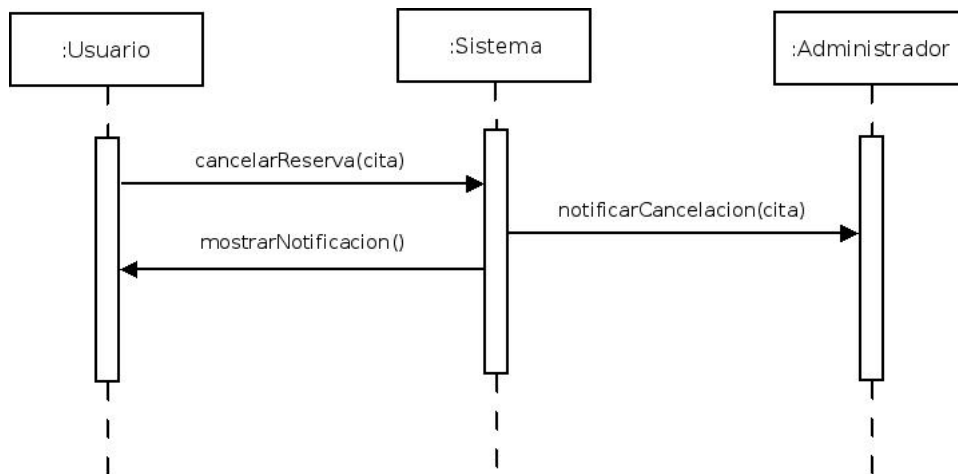 :Usuario
:Sistema
:Administrador
cancelarReserva(cita)
notificarCancelacion(cita)
mostrarNotificacion()